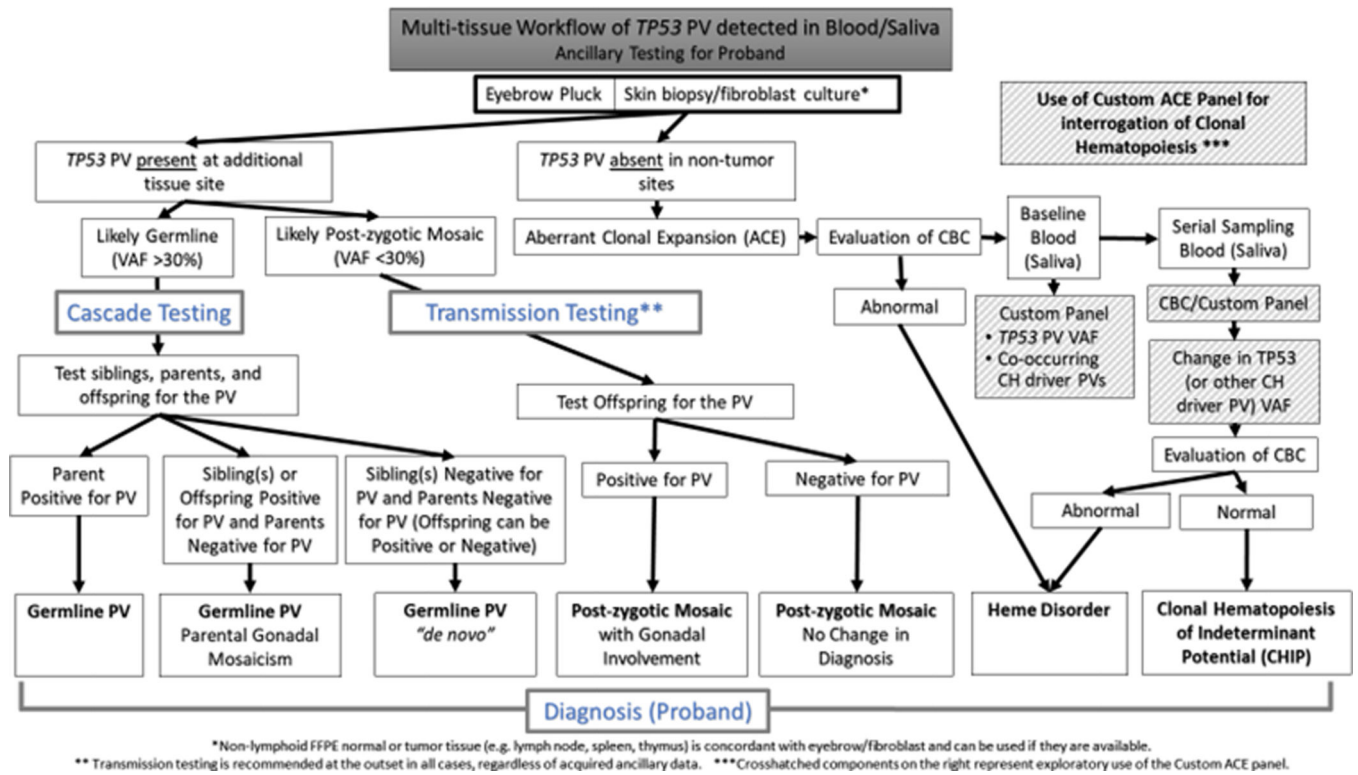 Multi-tissue Workflow of TP53 PV detected in Blood/Saliva
Ancillary Testing for Proband
Eyebrow Pluck
Skin biopsy/fibroblast culture*
Use of Custom ACE Panel for
interrogation of Clonal
Hematopoiesis ***
TP53 PV present at additional
tissue site
TP53 PV absent in non-tumor
sites
Likely Germline
(VAF >30%)
Likely Post-zygotic Mosaic
(VAF <30%)
Aberrant Clonal Expansion (ACE)
Evaluation of CBC
Baseline
Blood
(Saliva)
Serial Sampling
Blood (Saliva)
Cascade Testing
Transmission Testing**
Abnormal
Custom Panel
• TP53 PV VAF
• Co-occurring
CH driver PVs
CBC/Custom Panel
Change in TP53
(or other CH
driver PV) VAF
Test siblings, parents, and
offspring for the PV
Test Offspring for the PV
Evaluation of CBC
Parent
Positive for PV
Sibling(s) or
Offspring Positive
for PV and Parents
Negative for PV
Sibling(s) Negative for
PV and Parents Negative
for PV (Offspring can be
Positive or Negative)
Positive for PV
Negative for PV
Abnormal
Normal
Germline PV
Germline PV
Parental Gonadal
Mosaicism
Germline PV
"de novo"
Post-zygotic Mosaic
with Gonadal
Involvement
Post-zygotic Mosaic
No Change in
Diagnosis
Heme Disorder
Clonal Hematopoiesis
of Indeterminant
Potential (CHIP)
Diagnosis (Proband)
*Non-lymphoid FFPE normal or tumor tissue (e.g. lymph node, spleen, thymus) is concordant with eyebrow/fibroblast and can be used if they are available.
** Transmission testing is recommended at the outset in all cases, regardless of acquired ancillary data. ***Crosshatched components on the right represent exploratory use of the Custom ACE panel.